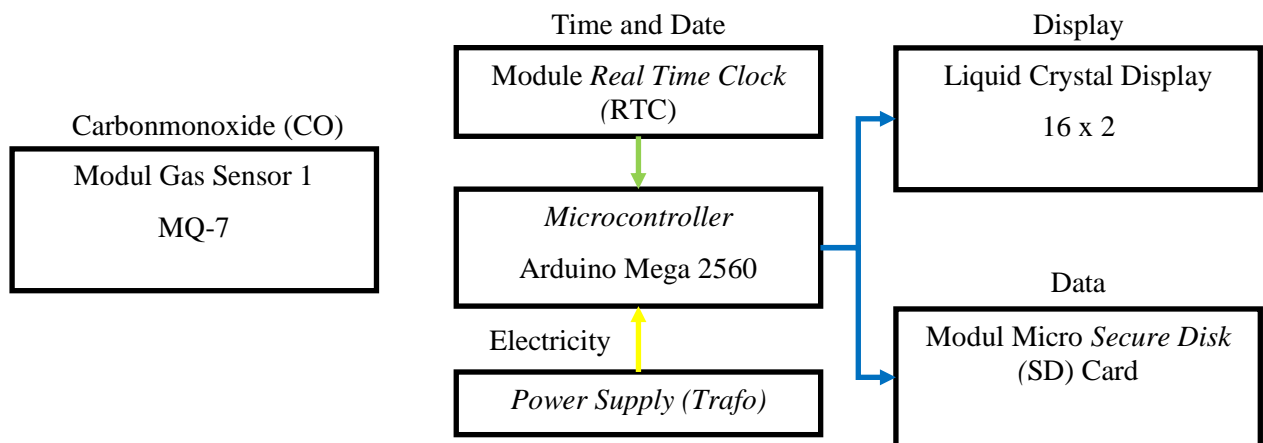 Carbonmonoxide (CO)
Modul Gas Sensor 1
MQ-7
Time and Date
Module Real Time Clock
(RTC)
Microcontroller
Arduino Mega 2560
Electricity
Power Supply (Trafo)
Display
Liquid Crystal Display
16 x 2
Data
Modul Micro Secure Disk
(SD) Card